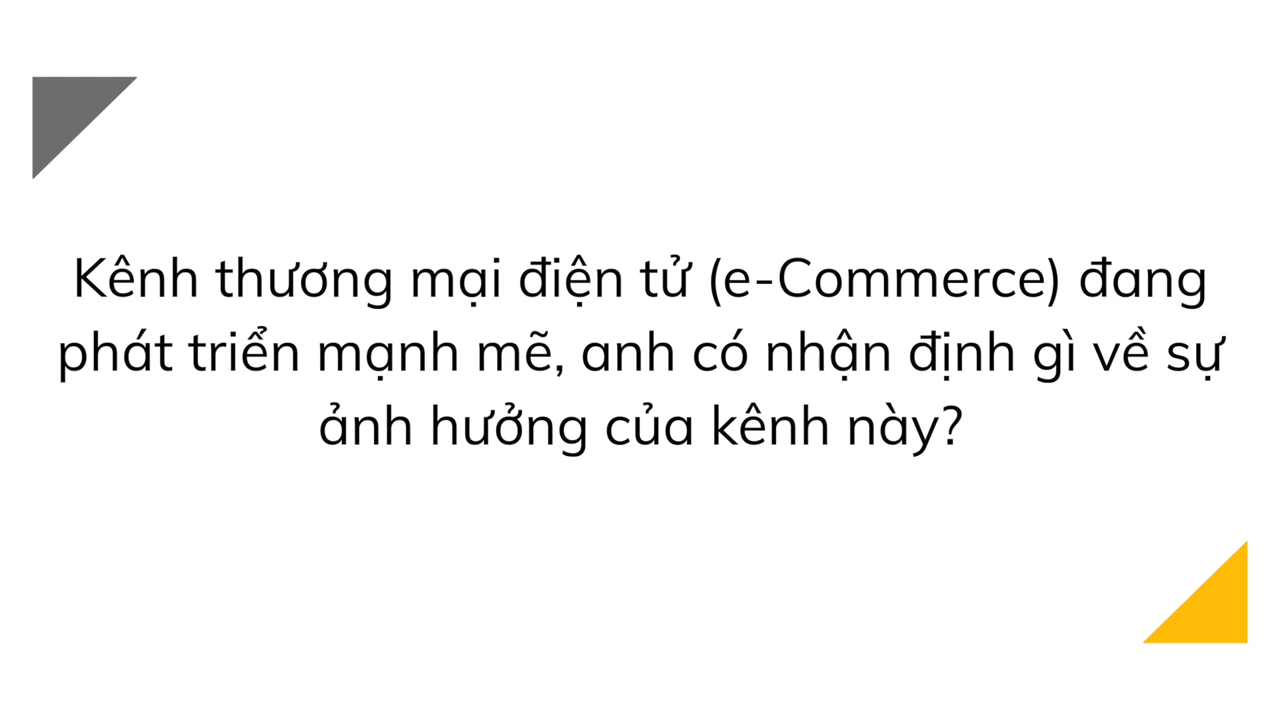 Kênh thương mại điện tử (e-Commerce) đang
phát triển mạnh mẽ, anh có nhận định gì về sự
ảnh hưởng của kênh này?